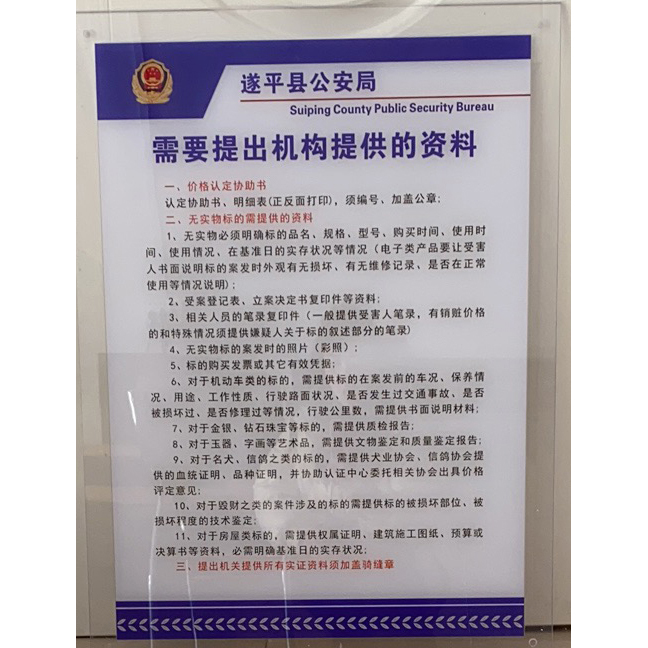 遂平县公安局
Suiping County Public Security Bureau
需要提出机构提供的资料
一、价格认定协助书
认定协助书、明细表(正反面打印)，须编号、加盖公章;
二、无实物标的需提供的资料
1、无实物必须明确标的品名、规格、型号、购买时间、使用时
间、使用情况、在基准日的实存状况等情况（电子类产品要让受害
人书面说明标的案发时外观有无损坏、有无维修记录、是否在正常
使用等情况说明)；
2、受案登记表、立案决定书复印件等资料;
3、相关人员的笔录复印件（一般提供受害人笔录，有销赃价格
的和特殊情况须提供嫌疑人关于标的叙述部分的笔录)
4、无实物标的案发时的照片（彩照）;
5、标的购买发票或其它有效凭据;
6、对于机动车类的标的，需提供标的在案发前的车况、保养情
况、用途、工作性质、行驶路面状况、是否发生过交通事故、是否
被损坏过、是否修理过等情况，行驶公里数，需提供书面说明材料;
7、对于金银、钻石珠宝等标的，需提供质检报告;
8、对于玉器、字画等艺术品，需提供文物鉴定和质量鉴定报告;
9、对于名犬、信鸽之类的标的，需提供犬业协会、信鸽协会提
供的血统证明、品种证明，并协助认证中心委托相关协会出具价格
评定意见;
10、对于毁财之类的案件涉及的标的需提供标的被损坏部位、被
损坏程度的技术鉴定;
11、对于房屋类标的，需提供权属证明、建筑施工图纸、预算或
决算书等资料，必需明确基准日的实存状况;
三、提出机关提供所有实证资料须加盖骑缝章